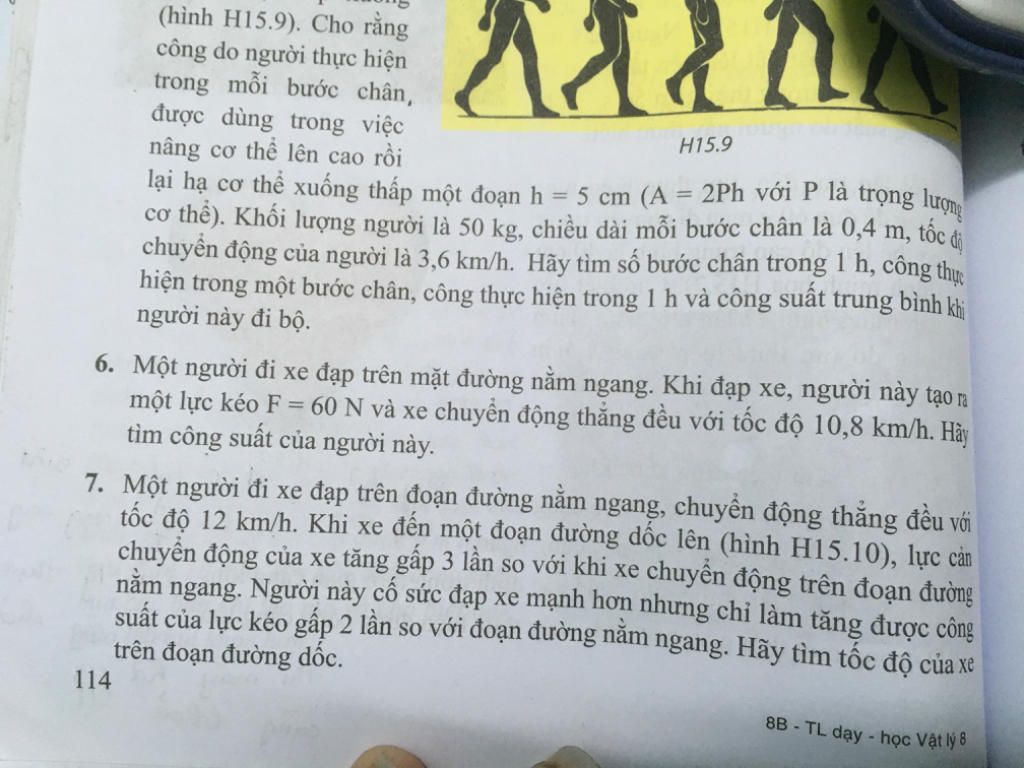 (hình H15.9). Cho rằng
công do người thực hiện
trong mỗi bước chân,
được dùng trong việc
nâng cơ thể lên cao rồi
H15.9
lại hạ cơ thể xuống thấp một đoạn h = 5 cm (A = 2Ph với P là trọng lượng
cơ thể). Khối lượng người là 50 kg, chiều dài mỗi bước chân là 0,4 m, tốc độ
chuyển động của người là 3,6 km/h. Hãy tìm số bước chân trong 1 h, công thực
hiện trong một bước chân, công thực hiện trong 1 h và công suất trung bình khi
người này đi bộ.
6. Một người đi xe đạp trên mặt đường nằm ngang. Khi đạp xe, người này tạo ra
một lực kéo F = 60 N và xe chuyển động thẳng đều với tốc độ 10,8 km/h. Hãy
tìm công suất của người này.
7. Một người đi xe đạp trên đoạn đường nằm ngang, chuyển động thẳng đều với
tốc độ 12 km/h. Khi xe đến một đoạn đường dốc lên (hình H15.10), lực cản
chuyển động của xe tăng gấp 3 lần so với khi xe chuyển động trên đoạn đường
nằm ngang. Người này cố sức đạp xe mạnh hơn nhưng chỉ làm tăng được công
suất của lực kéo gấp 2 lần so với đoạn đường nằm ngang. Hãy tìm tốc độ của xe
trên đoạn đường dốc.
114
8B - TL dạy - học Vật lý 8